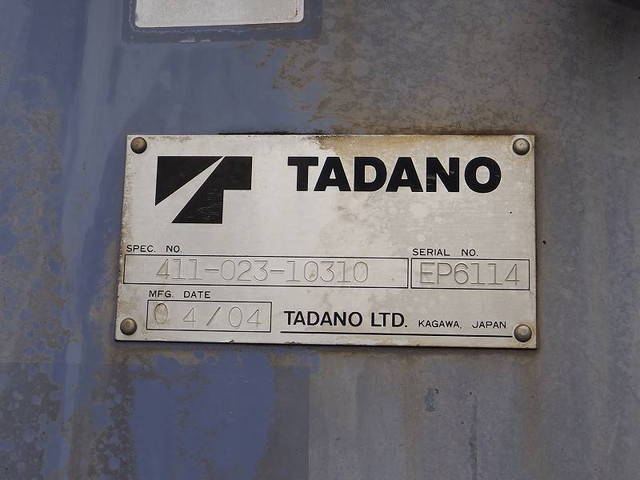 TADANO
SPEC. NO.
411-023-10310
SERIAL NO.
EP6114
MFG. DATE
04/04
TADANO LTD. KAGAWA, JAPAN